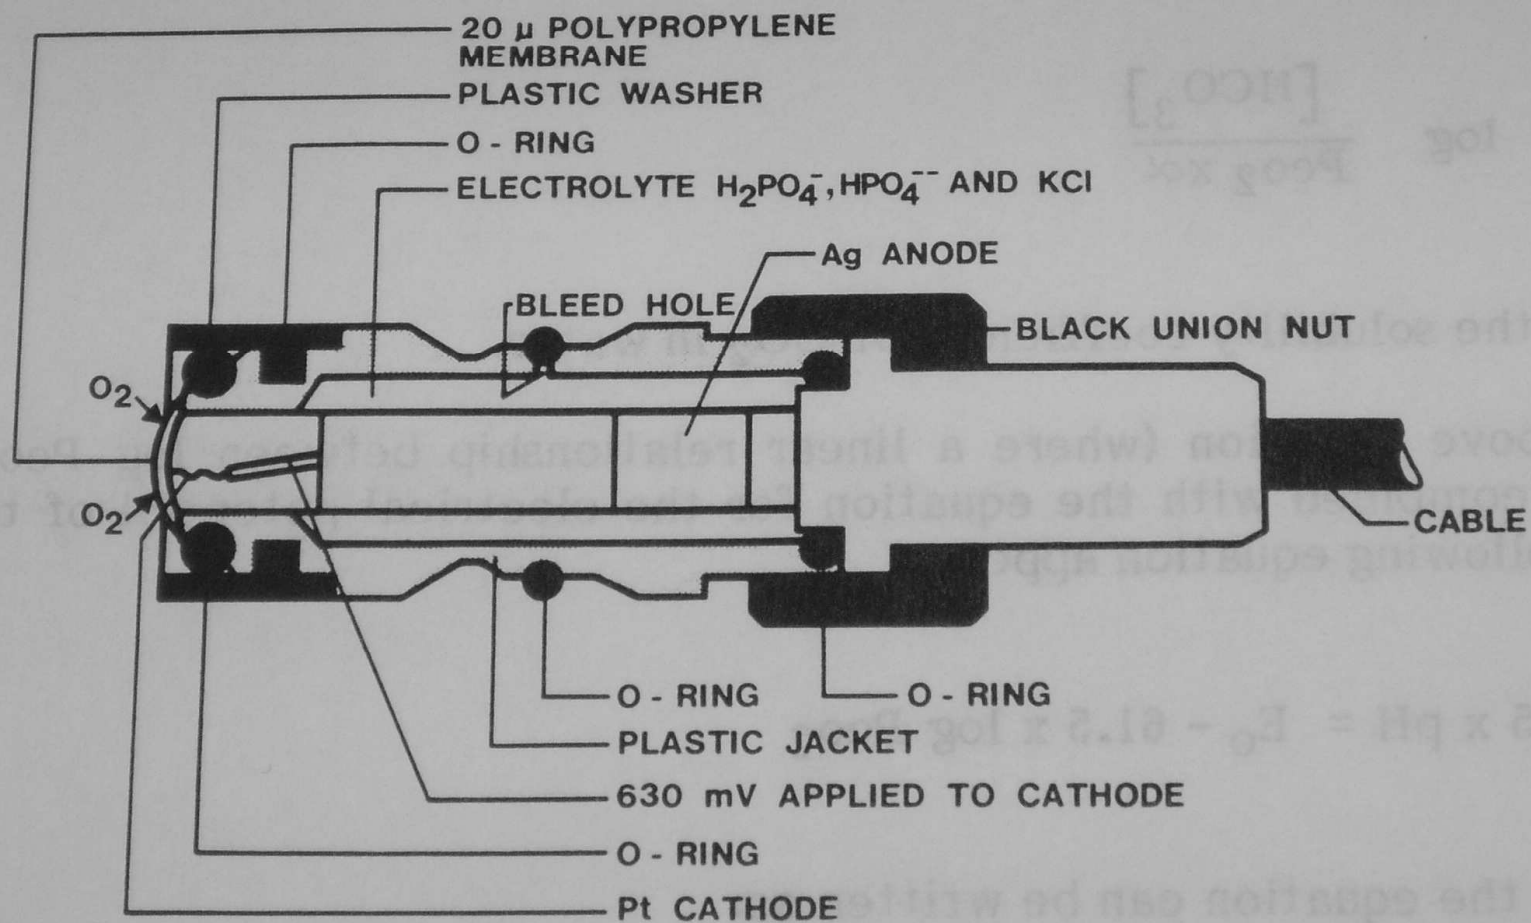 20 µ POLYPROPYLENE
MEMBRANE
PLASTIC WASHER
O - RING
ELECTROLYTE H₂PO₄⁻, HPO₄⁻⁻ AND KCl
Ag ANODE
BLEED HOLE
BLACK UNION NUT
O₂
O₂
CABLE
O - RING
O - RING
PLASTIC JACKET
630 mV APPLIED TO CATHODE
O - RING
Pt CATHODE